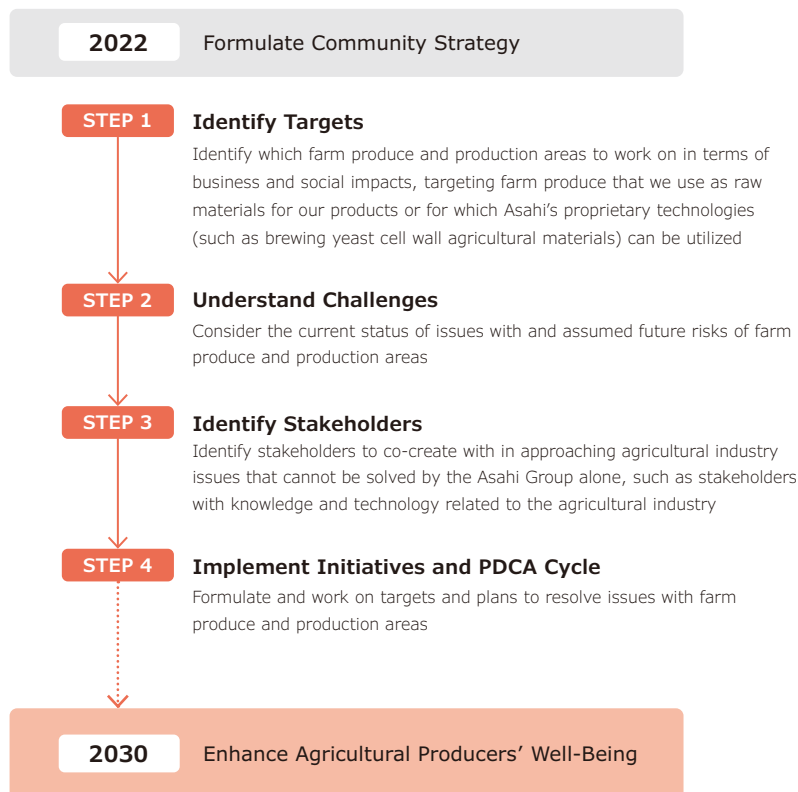 2022 Formulate Community Strategy
STEP 1 Identify Targets
Identify which farm produce and production areas to work on in terms of
business and social impacts, targeting farm produce that we use as raw
materials for our products or for which Asahi’s proprietary technologies
(such as brewing yeast cell wall agricultural materials) can be utilized
STEP 2 Understand Challenges
Consider the current status of issues with and assumed future risks of farm
produce and production areas
STEP 3 Identify Stakeholders
Identify stakeholders to co-create with in approaching agricultural industry
issues that cannot be solved by the Asahi Group alone, such as stakeholders
with knowledge and technology related to the agricultural industry
STEP 4 Implement Initiatives and PDCA Cycle
Formulate and work on targets and plans to resolve issues with farm
produce and production areas
2030 Enhance Agricultural Producers’ Well-Being